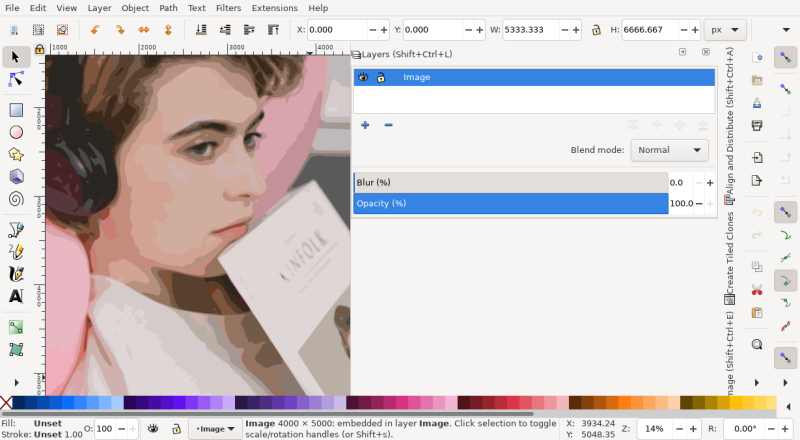 File Edit View Layer Object Path Text Filters Extensions Help
X: 0.000 Y: 0.000 W: 5333.333 H: 6666.667 px
1000 2000 3000 4000
Layers (Shift+Ctrl+L)
Image
Blend mode: Normal
Blur (%) 0.0
Opacity (%) 100.0
Align and Distribute (Shift+Ctrl+A)
Create Tiled Clones
mage (Shift+Ctrl+E)
Fill: Unset
Stroke: Unset 1.00
O: 100
Image
Image 4000 × 5000: embedded in layer Image. Click selection to toggle
scale/rotation handles (or Shift+s).
X: 3934.24
Y: 5048.35
Z: 14%
R: 0.00°